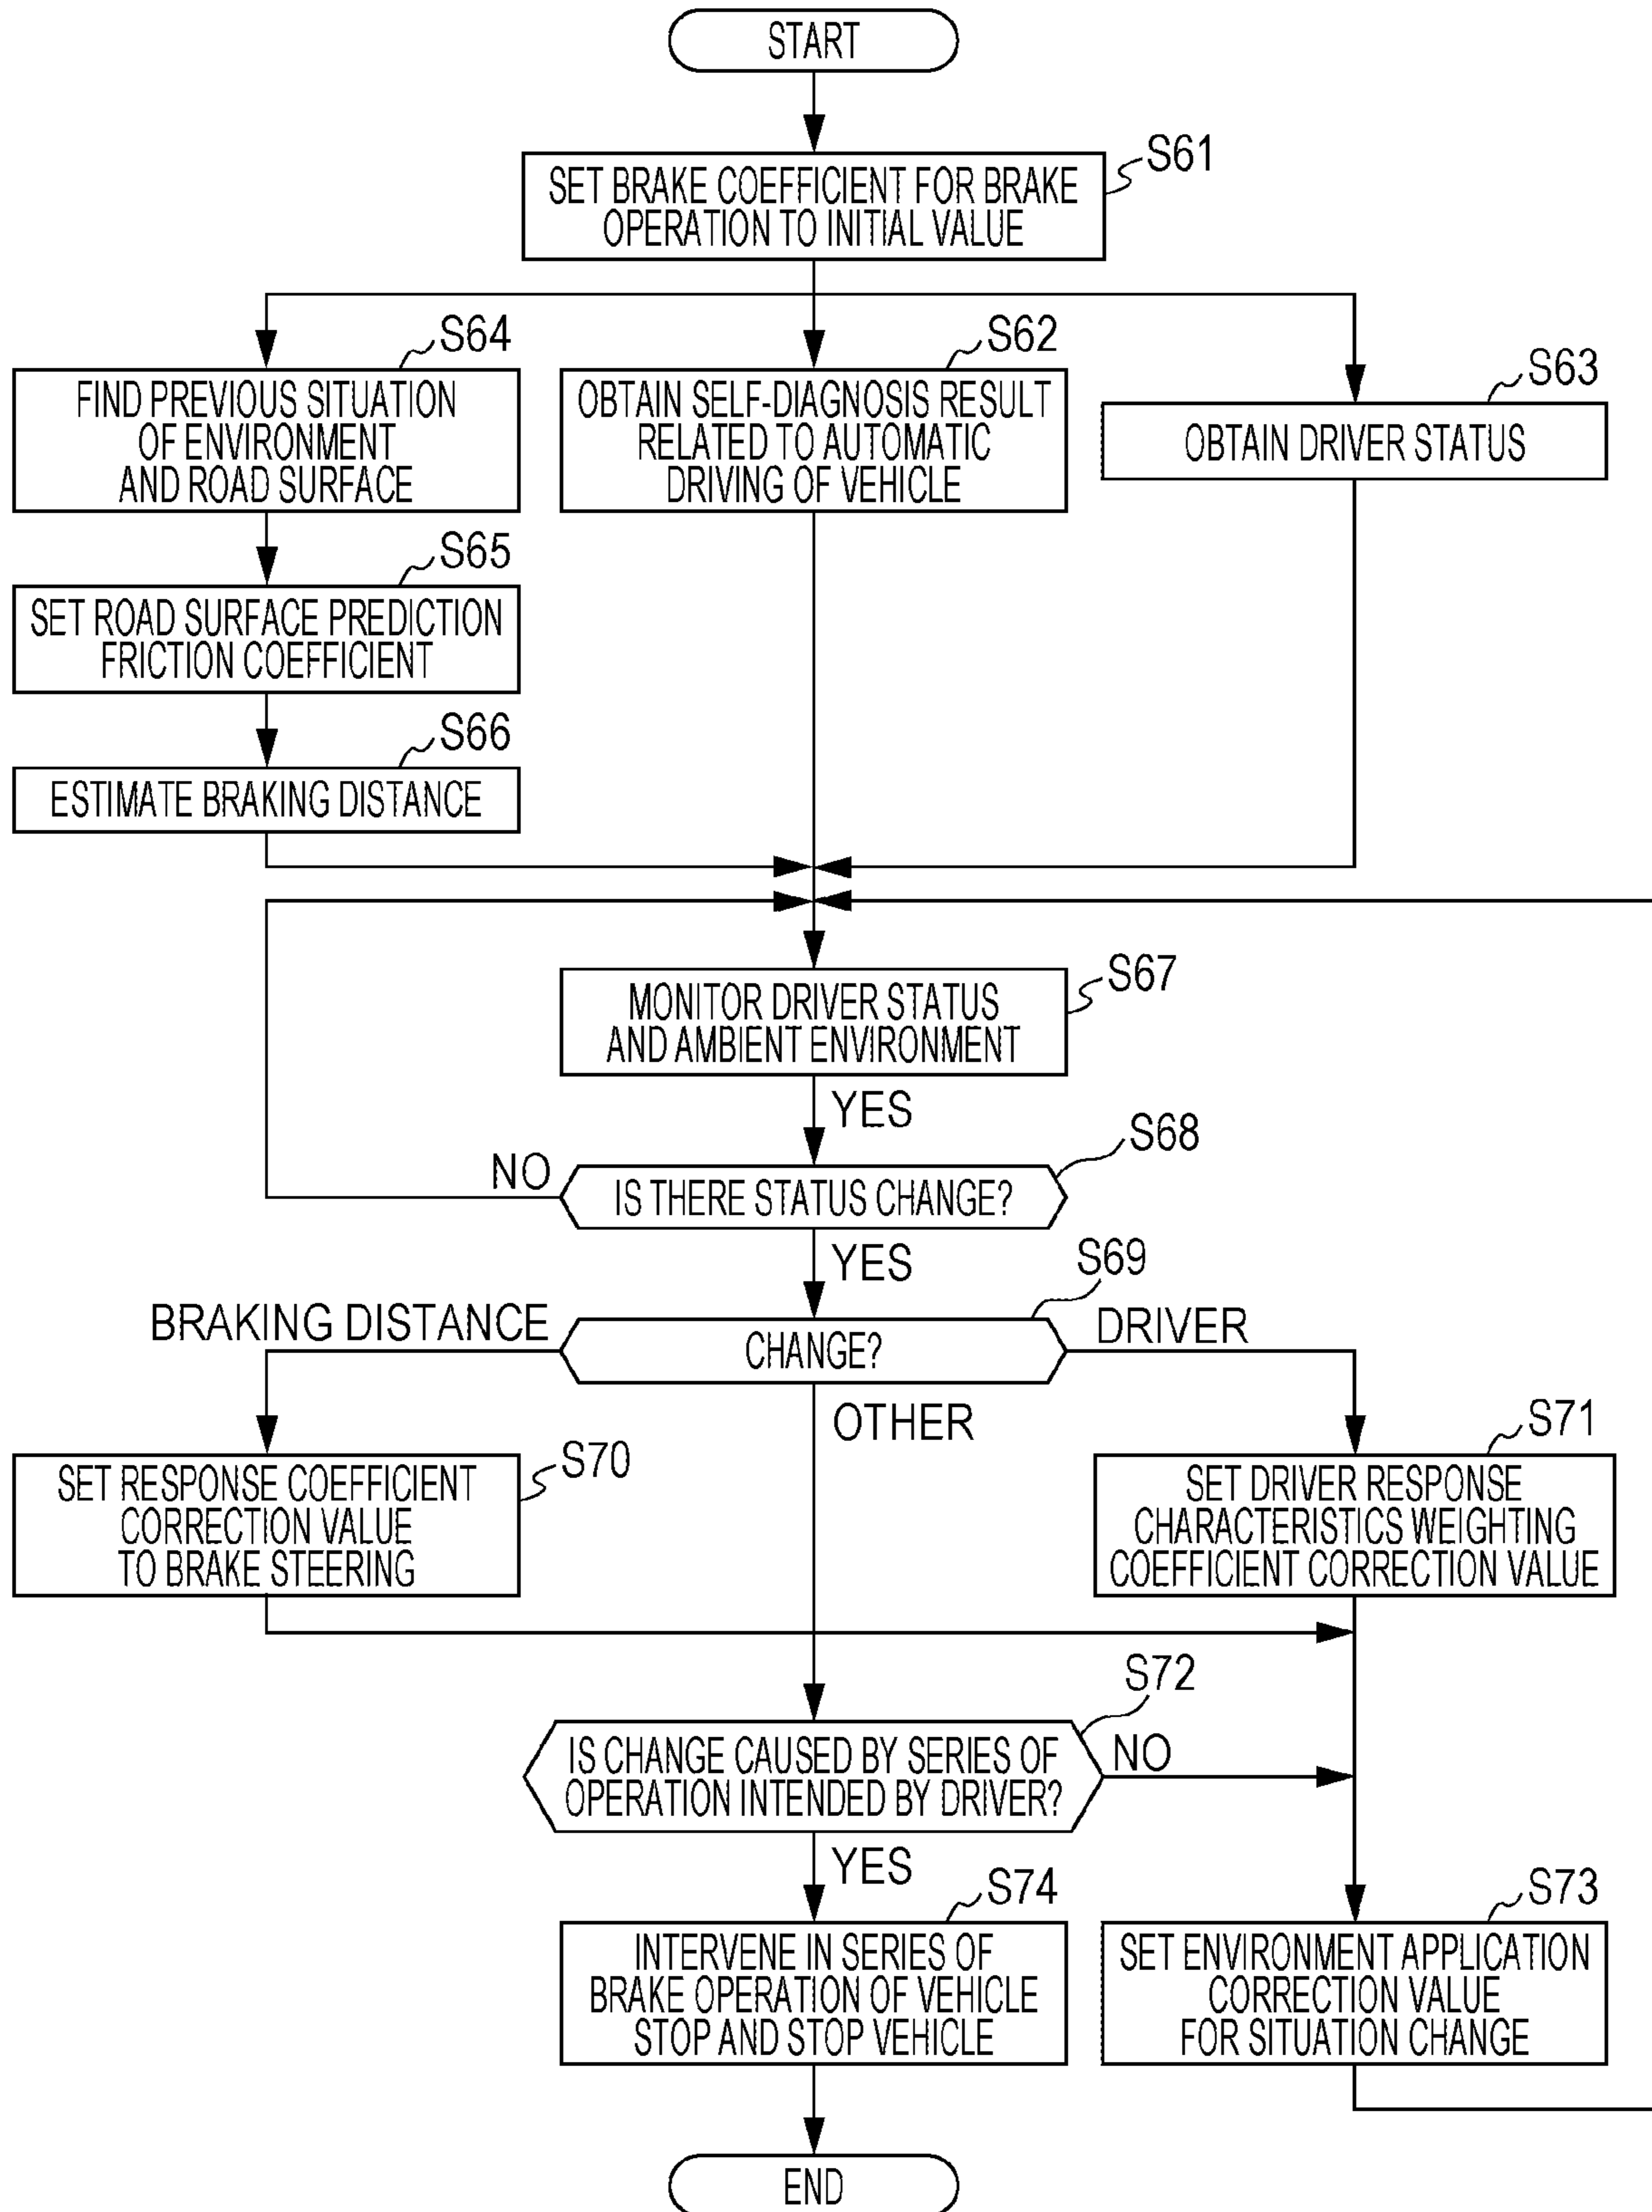 START
S61
SET BRAKE COEFFICIENT FOR BRAKE
OPERATION TO INITIAL VALUE
S64
FIND PREVIOUS SITUATION
OF ENVIRONMENT
AND ROAD SURFACE
S62
OBTAIN SELF-DIAGNOSIS RESULT
RELATED TO AUTOMATIC
DRIVING OF VEHICLE
S63
OBTAIN DRIVER STATUS
S65
SET ROAD SURFACE PREDICTION
FRICTION COEFFICIENT
S66
ESTIMATE BRAKING DISTANCE
S67
MONITOR DRIVER STATUS
AND AMBIENT ENVIRONMENT
YES
S68
NO
IS THERE STATUS CHANGE?
YES
S69
BRAKING DISTANCE
CHANGE?
DRIVER
OTHER
S70
SET RESPONSE COEFFICIENT
CORRECTION VALUE
TO BRAKE STEERING
S71
SET DRIVER RESPONSE
CHARACTERISTICS WEIGHTING
COEFFICIENT CORRECTION VALUE
S72
IS CHANGE CAUSED BY SERIES OF
OPERATION INTENDED BY DRIVER?
NO
YES
S74
INTERVENE IN SERIES OF
BRAKE OPERATION OF VEHICLE
STOP AND STOP VEHICLE
S73
SET ENVIRONMENT APPLICATION
CORRECTION VALUE
FOR SITUATION CHANGE
END